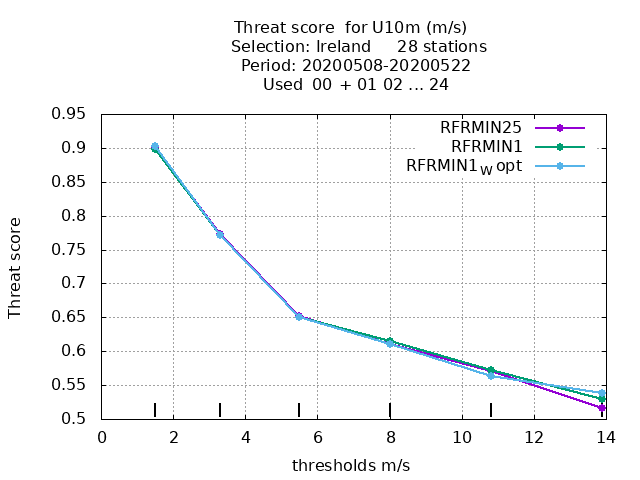 Threat score for U10m (m/s)
Selection: Ireland 28 stations
Period: 20200508-20200522
Used 00 + 01 02 ... 24
0.95
0.9
0.85
0.8
0.75
0.7
0.65
0.6
0.55
0.5
Threat score
RFRMIN25
RFRMIN1
RFRMIN1W opt
0 2 4 6 8 10 12 14
thresholds m/s